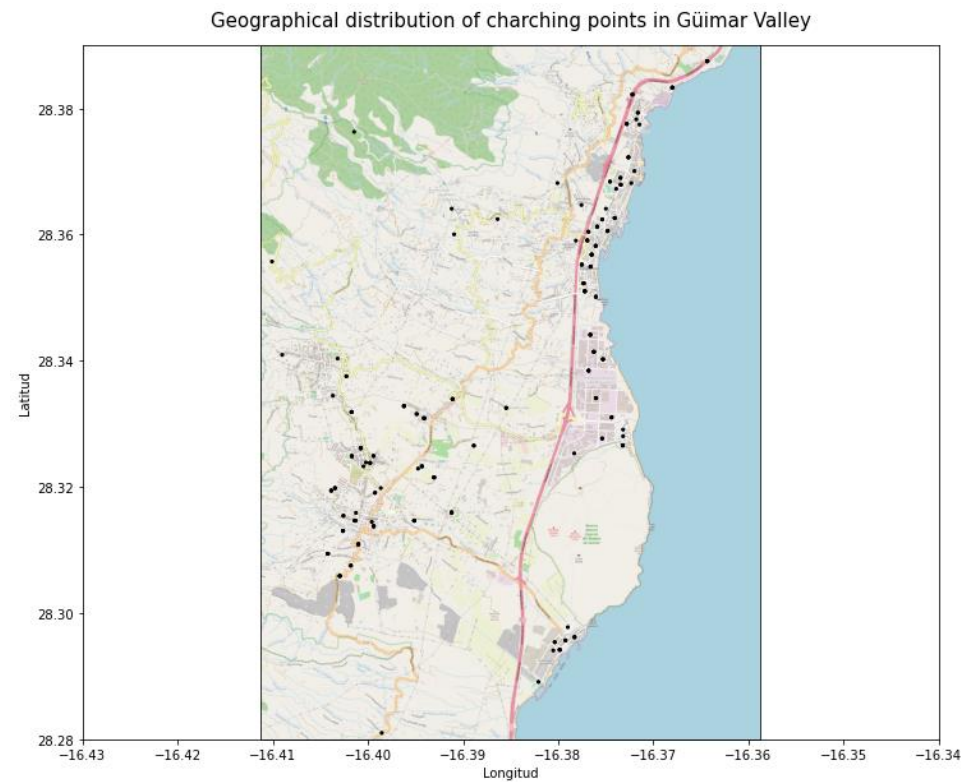 Geographical distribution of charching points in Güimar Valley
28.38
28.36
28.34
28.32
28.30
28.28
Latitud
−16.43 −16.42 −16.41 −16.40 −16.39 −16.38 −16.37 −16.36 −16.35 −16.34
Longitud